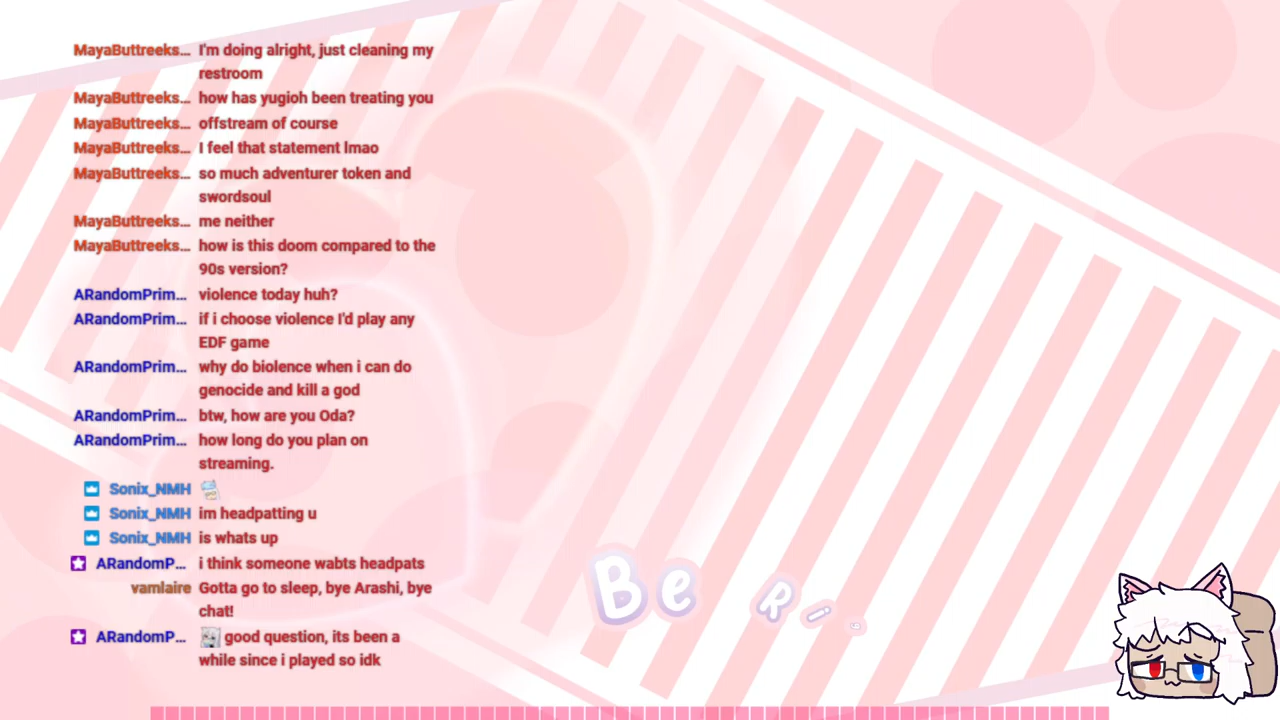 MayaButtreeks... I'm doing alright, just cleaning my
restroom
MayaButtreeks... how has yugioh been treating you
MayaButtreeks... offstream of course
MayaButtreeks... I feel that statement lmao
MayaButtreeks... so much adventurer token and
swordsoul
MayaButtreeks... me neither
MayaButtreeks... how is this doom compared to the
90s version?
ARandomPrim... violence today huh?
ARandomPrim... if i choose violence I'd play any
EDF game
ARandomPrim... why do biolence when i can do
genocide and kill a god
ARandomPrim... btw, how are you Oda?
ARandomPrim... how long do you plan on
streaming.
Sonix_NMH
Sonix_NMH im headpatting u
Sonix_NMH is whats up
ARandomP... i think someone wabts headpats
vamlaire Gotta go to sleep, bye Arashi, bye
chat!
ARandomP... good question, its been a
while since i played so idk
Be Ri